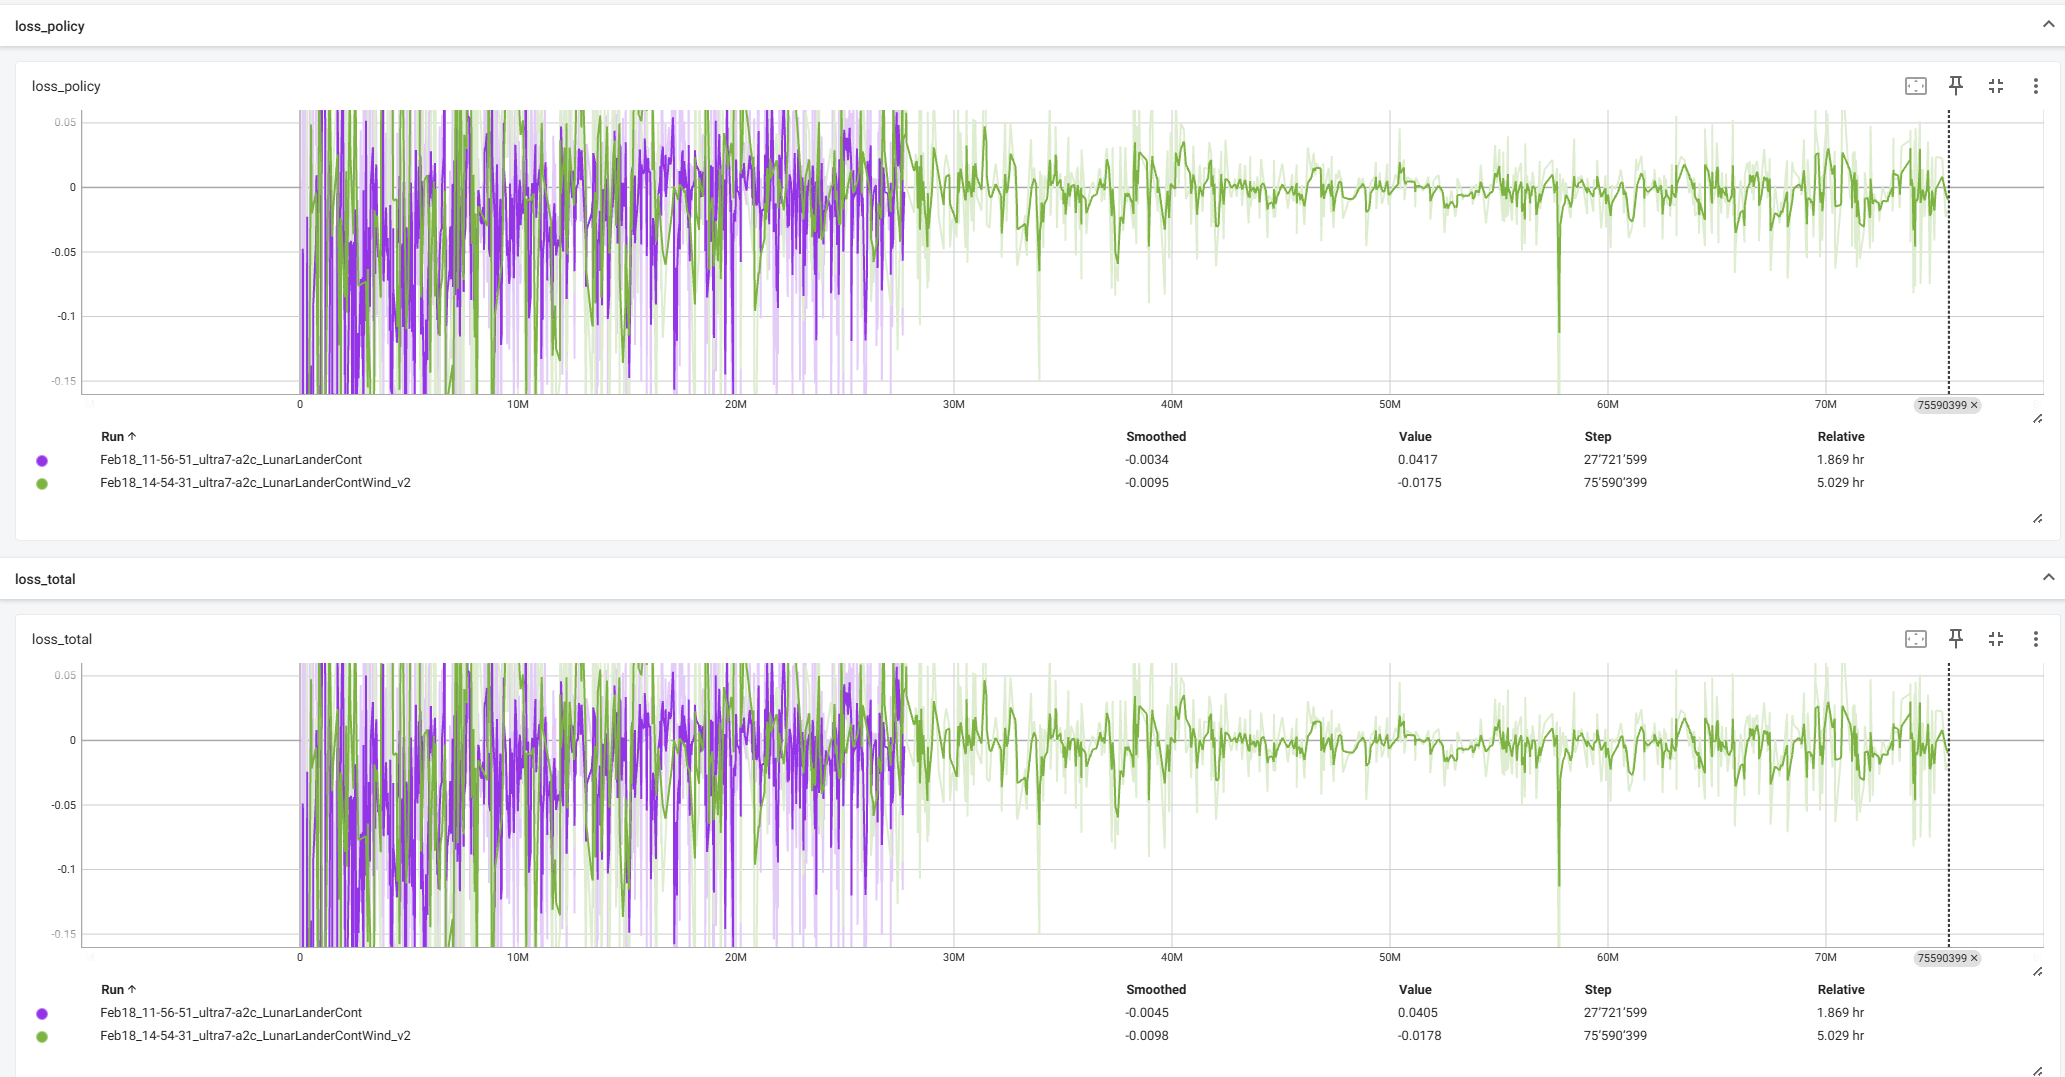 loss_policy
loss_policy
0.05
0
-0.05
-0.1
-0.15
0 10M 20M 30M 40M 50M 60M 70M 75590399 ×
Run ↑ Smoothed Value Step Relative
Feb18_11-56-51_ultra7-a2c_LunarLanderCont -0.0034 0.0417 27’721’599 1.869 hr
Feb18_14-54-31_ultra7-a2c_LunarLanderContWind_v2 -0.0095 -0.0175 75’590’399 5.029 hr
loss_total
loss_total
0.05
0
-0.05
-0.1
-0.15
0 10M 20M 30M 40M 50M 60M 70M 75590399 ×
Run ↑ Smoothed Value Step Relative
Feb18_11-56-51_ultra7-a2c_LunarLanderCont -0.0045 0.0405 27’721’599 1.869 hr
Feb18_14-54-31_ultra7-a2c_LunarLanderContWind_v2 -0.0098 -0.0178 75’590’399 5.029 hr